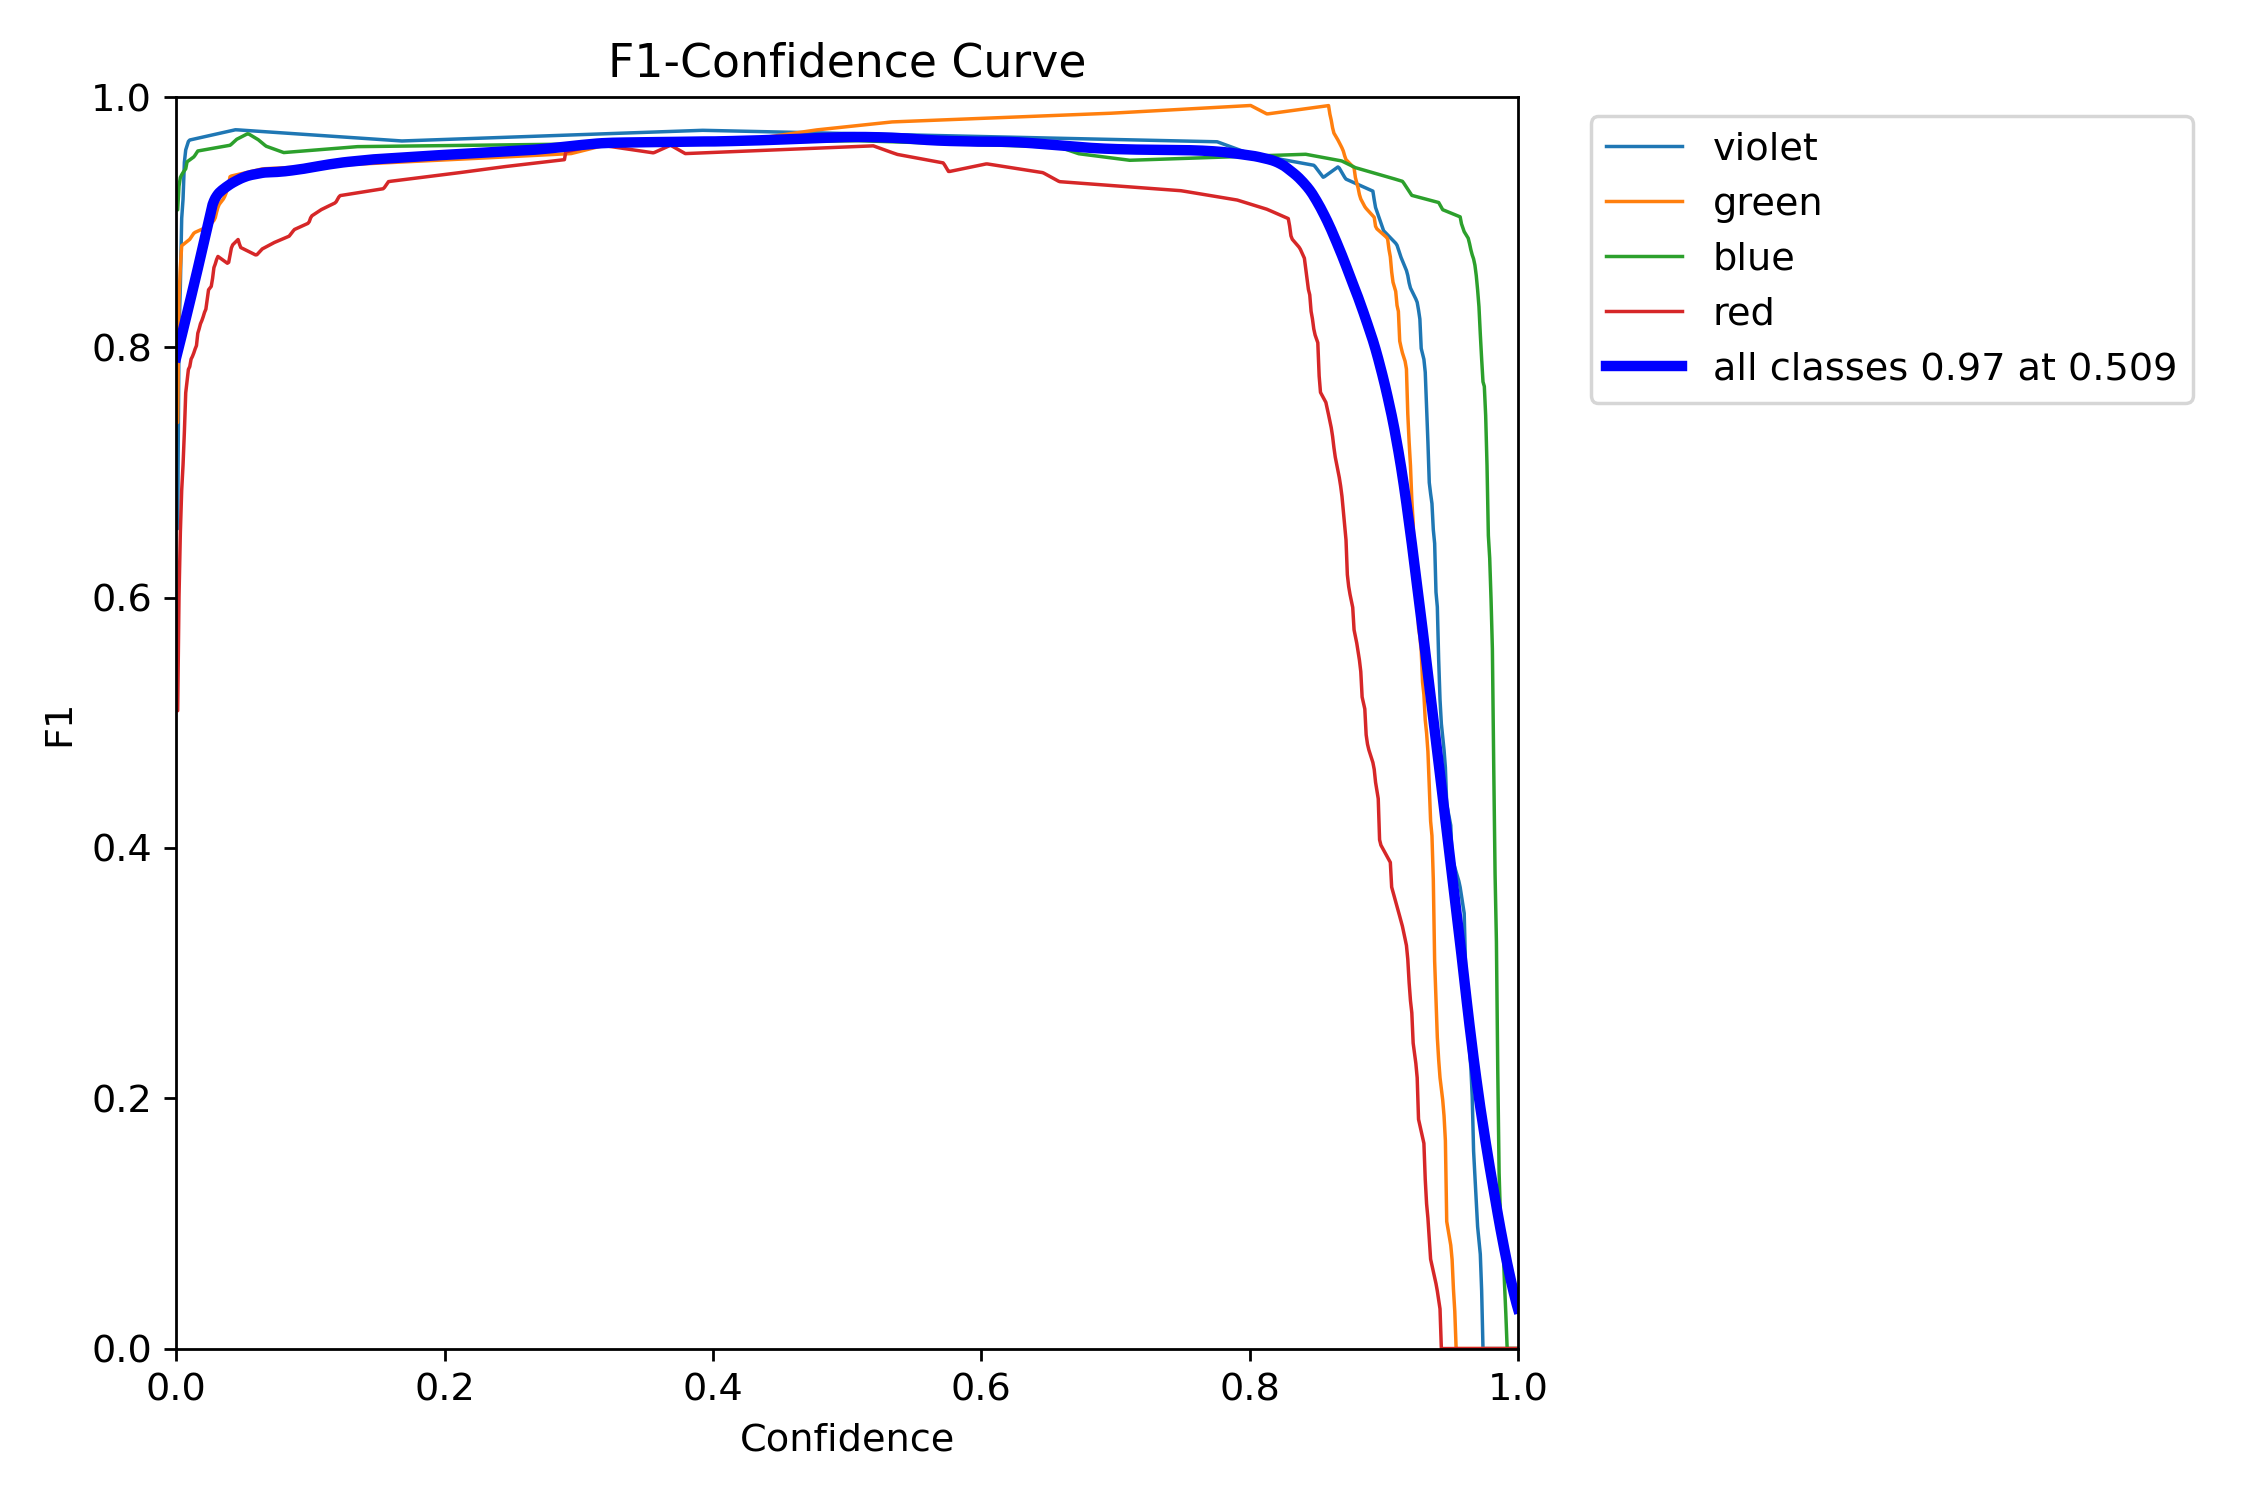 F1-Confidence Curve
1.0
0.8
0.6
0.4
0.2
0.0
F1
0.0 0.2 0.4 0.6 0.8 1.0
Confidence
violet
green
blue
red
all classes 0.97 at 0.509